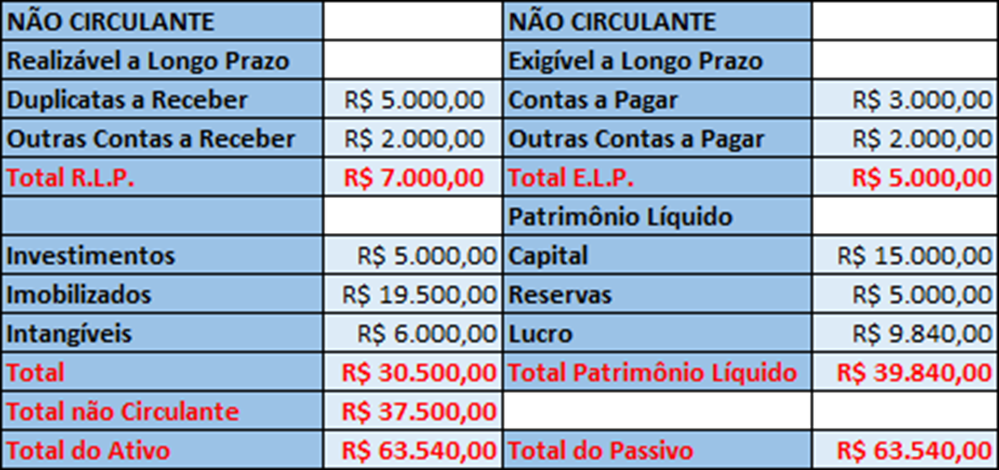 NÃO CIRCULANTE NÃO CIRCULANTE
Realizável a Longo Prazo Exigível a Longo Prazo
Duplicatas a Receber R$ 5.000,00 Contas a Pagar R$ 3.000,00
Outras Contas a Receber R$ 2.000,00 Outras Contas a Pagar R$ 2.000,00
Total R.L.P. R$ 7.000,00 Total E.L.P. R$ 5.000,00
Patrimônio Líquido
Investimentos R$ 5.000,00 Capital R$ 15.000,00
Imobilizados R$ 19.500,00 Reservas R$ 5.000,00
Intangíveis R$ 6.000,00 Lucro R$ 9.840,00
Total R$ 30.500,00 Total Patrimônio Líquido R$ 39.840,00
Total não Circulante R$ 37.500,00
Total do Ativo R$ 63.540,00 Total do Passivo R$ 63.540,00